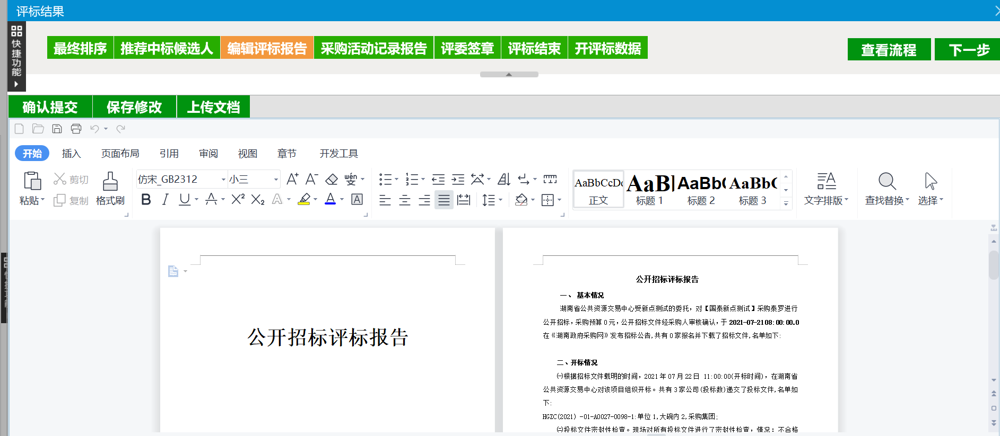 评标结果
快捷功能
最终排序 推荐中标候选人 编辑评标报告 采购活动记录报告 评委签章 评标结束 开评标数据
查看流程 下一步
确认提交 保存修改 上传文档
开始 插入 页面布局 引用 审阅 视图 章节 开发工具
粘贴 剪切 复制 格式刷
仿宋_GB2312 小三
wén
AaBbCcDc 正文
AaBl 标题 1
AaBb( 标题 2
AaBbC 标题 3
文字排版 查找替换 选择
公开招标评标报告
公开招标评标报告
一、 基本情况
湖南省公共资源交易中心受新点测试的委托，对【国泰新点测试】采购泰罗进行
公开招标，采购预算0元，公开招标文件经采购人审核确认，于2021-07-21 08:00:00.0
在《湖南政府采购网》发布招标公告,共有0家报名并下载了招标文件,名单如下:
二、开标情况
㈠根据招标文件载明的时间，2021年07月22日 11:00:00(开标时间)，在湖南省
公共资源交易中心对该项目组织开标。共有3家公司(投标数)递交了投标文件,名单如
下:
HGZC(2021) -01-A0027-0098-1:单位1,大碗内2,采购集团;
㈢投标文件密封性检查。现场对所有投标文件进行了密封性检查，情况：不合格